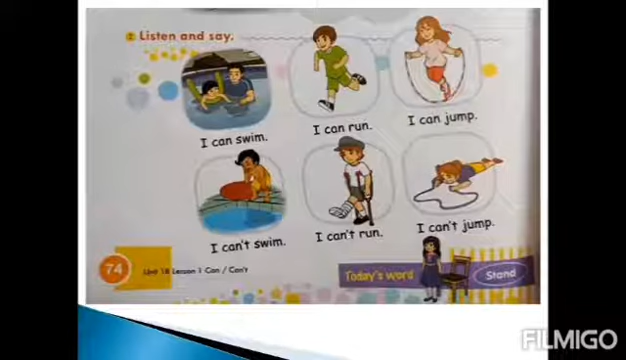 2 Listen and say.
I can swim.
I can run.
I can jump.
I can't swim.
I can't run.
I can't jump.
74
Unit 18 Lesson 1 Can / Can't
Today's word
Stand
FILMIGO